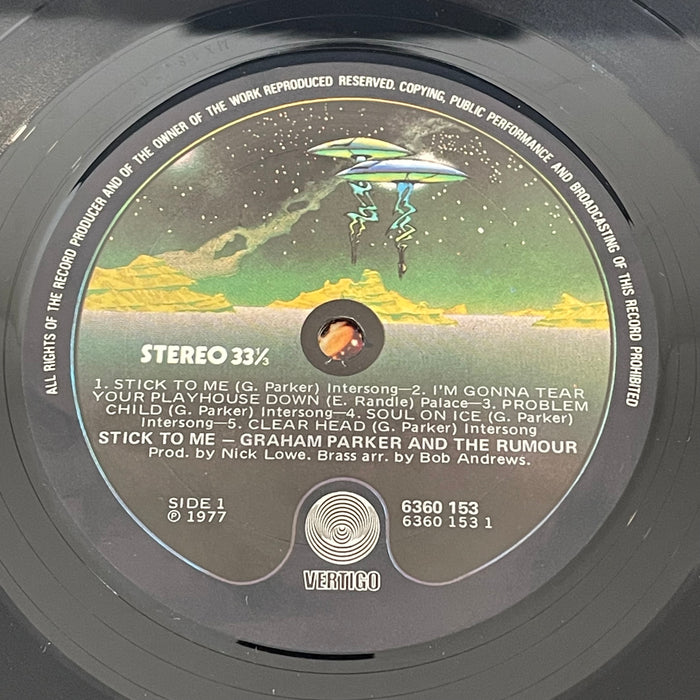 ALL RIGHTS OF THE RECORD PRODUCER AND OF THE OWNER OF THE WORK REPRODUCED RESERVED. COPYING, PUBLIC PERFORMANCE AND BROADCASTING OF THIS RECORD PROHIBITED
STEREO 33⅓
1. STICK TO ME (G. Parker) Intersong—2. I'M GONNA TEAR
YOUR PLAYHOUSE DOWN (E. Randle) Palace—3. PROBLEM
CHILD (G. Parker) Intersong—4. SOUL ON ICE (G. Parker)
Intersong—5. CLEAR HEAD (G. Parker) Intersong
STICK TO ME – GRAHAM PARKER AND THE RUMOUR
Prod. by Nick Lowe. Brass arr. by Bob Andrews.
SIDE 1
℗ 1977
6360 153
6360 153 1
VERTIGO